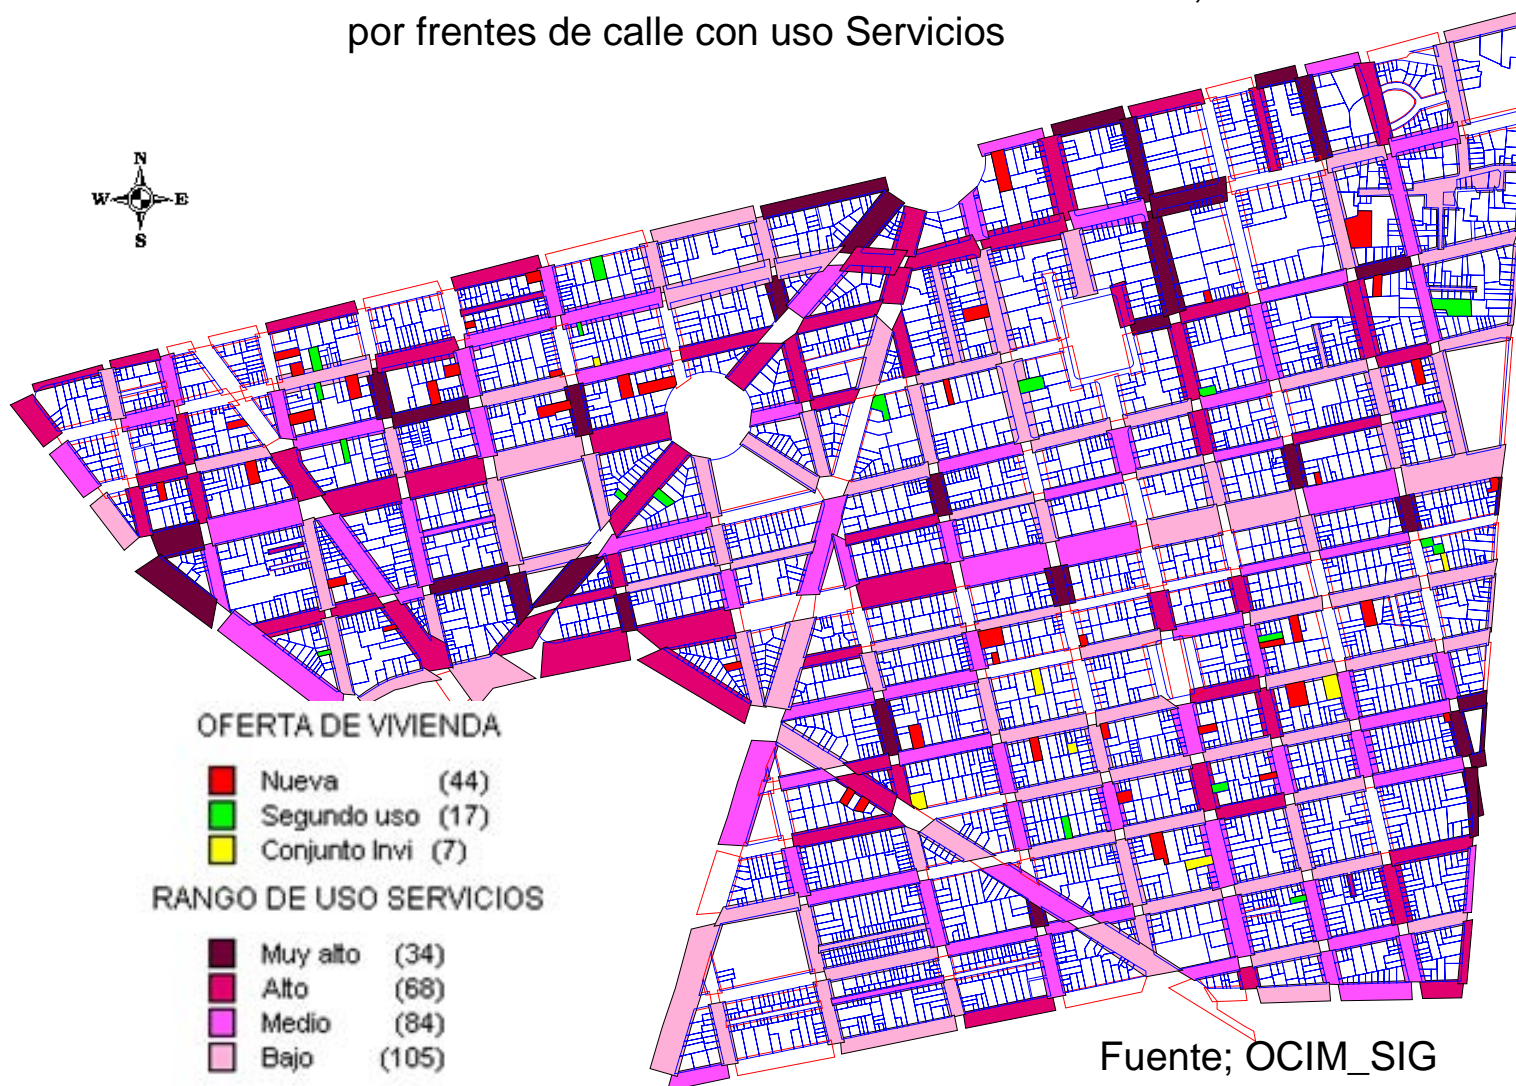 por frentes de calle con uso Servicios
N
W E
S
OFERTA DE VIVIENDA
Nueva (44)
Segundo uso (17)
Conjunto Invi (7)
RANGO DE USO SERVICIOS
Muy alto (34)
Alto (68)
Medio (84)
Bajo (105)
Fuente; OCIM_SIG